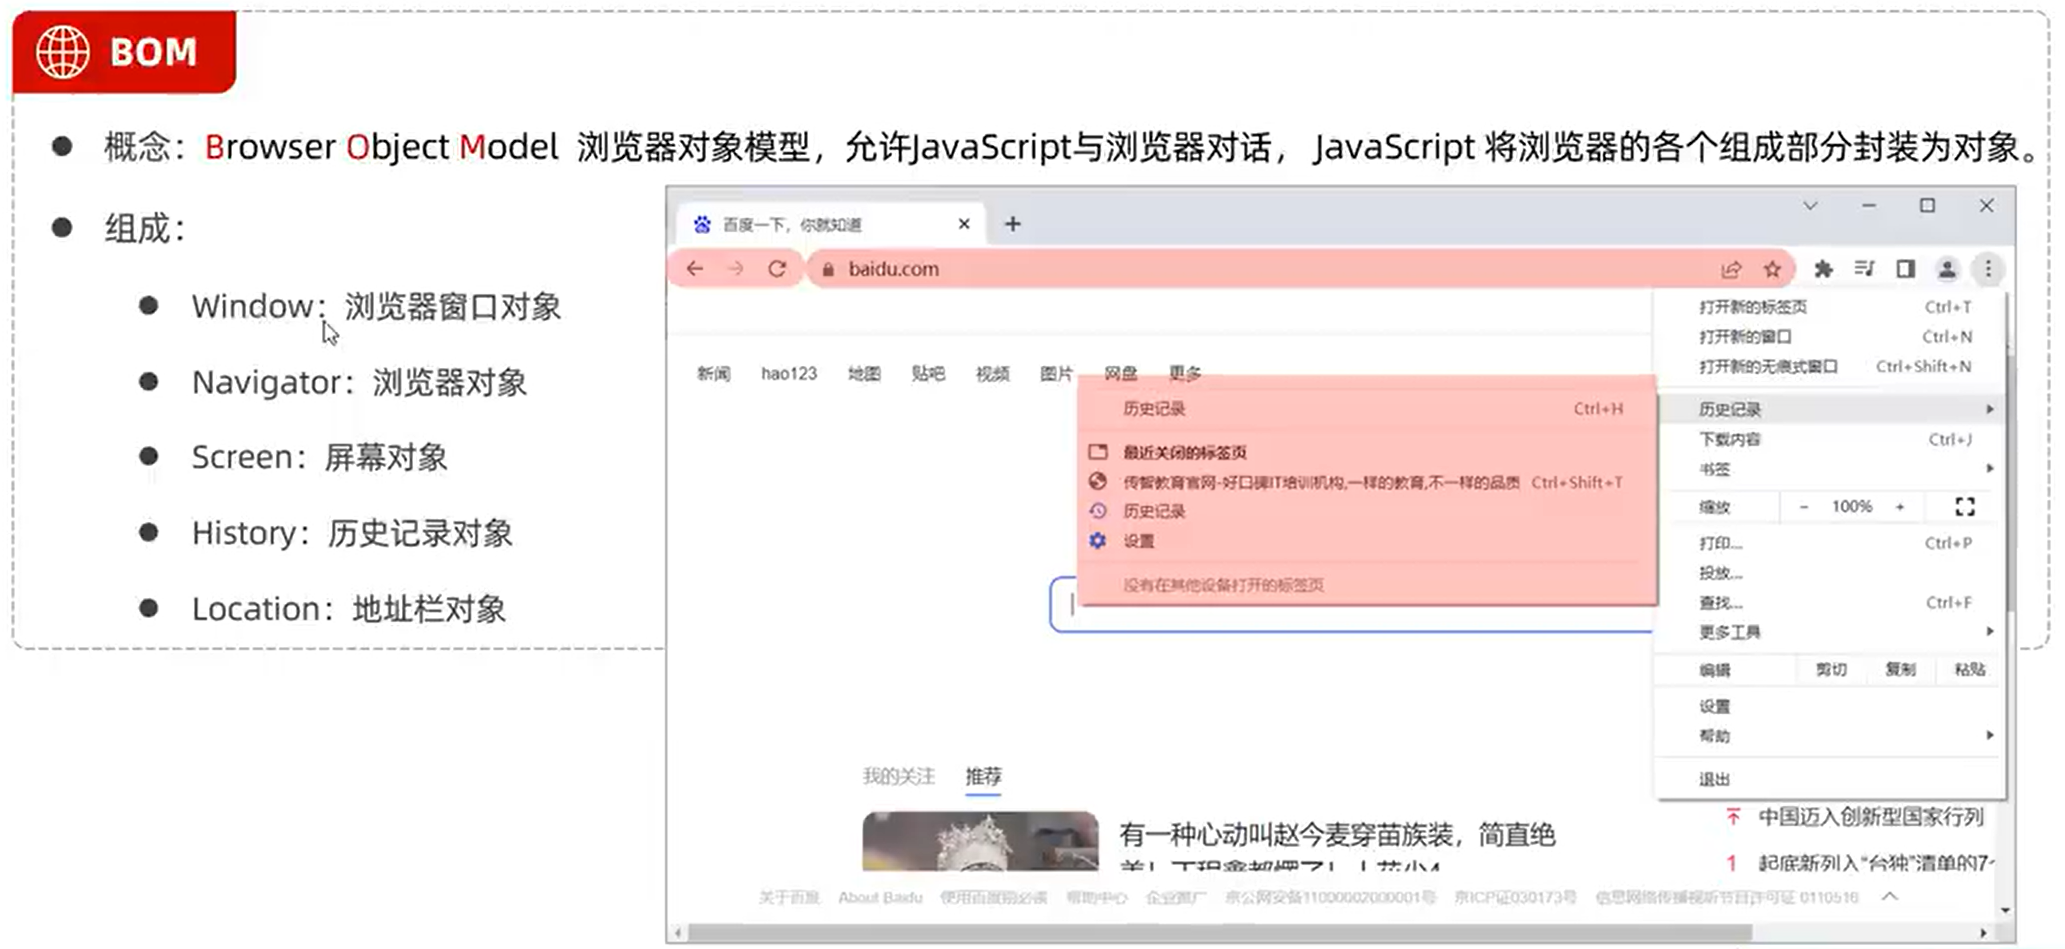 BOM
概念：Browser Object Model 浏览器对象模型，允许JavaScript与浏览器对话， JavaScript 将浏览器的各个组成部分封装为对象。
组成：
Window：浏览器窗口对象
Navigator：浏览器对象
Screen：屏幕对象
History：历史记录对象
Location：地址栏对象
百度一下，你就知道
baidu.com
新闻 hao123 地图 贴吧 视频 图片 网盘 更多
历史记录 Ctrl+H
最近关闭的标签页
传智教育官网-好口碑IT培训机构,一样的教育,不一样的品质 Ctrl+Shift+T
历史记录
设置
没有在其他设备打开的标签页
打开新的标签页 Ctrl+T
打开新的窗口 Ctrl+N
打开新的无痕式窗口 Ctrl+Shift+N
历史记录
下载内容 Ctrl+J
书签
缩放 − 100% +
打印... Ctrl+P
投放...
查找... Ctrl+F
更多工具
编辑 剪切 复制 粘贴
设置
帮助
退出
我的关注 推荐
有一种心动叫赵今麦穿苗族装，简直绝
中国迈入创新型国家行列
1 起底新列入“台独”清单的7
关于百度 About Baidu 使用百度前必读 帮助中心 企业推广 京公网安备11000002000001号 京ICP证030173号 信息网络传播视听节目许可证 0110516